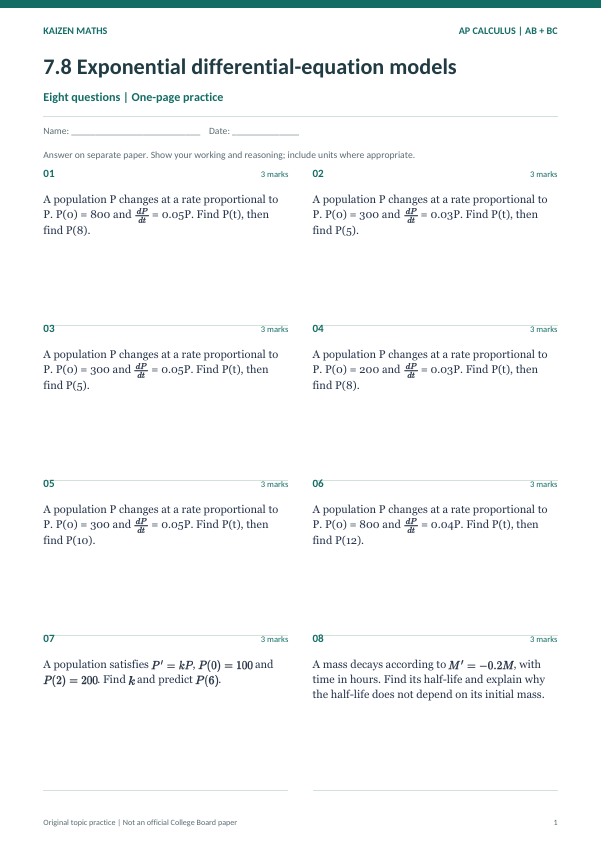 KAIZEN MATHS
AP CALCULUS | AB + BC
7.8 Exponential differential-equation models
Eight questions | One-page practice
Name: ____________________________ Date: _______________
Answer on separate paper. Show your working and reasoning; include units where appropriate.
01
3 marks
A population P changes at a rate proportional to
P. P(0) = 800 and dP/dt = 0.05P. Find P(t), then
find P(8).
02
3 marks
A population P changes at a rate proportional to
P. P(0) = 300 and dP/dt = 0.03P. Find P(t), then
find P(5).
03
3 marks
A population P changes at a rate proportional to
P. P(0) = 300 and dP/dt = 0.05P. Find P(t), then
find P(5).
04
3 marks
A population P changes at a rate proportional to
P. P(0) = 200 and dP/dt = 0.03P. Find P(t), then
find P(8).
05
3 marks
A population P changes at a rate proportional to
P. P(0) = 300 and dP/dt = 0.05P. Find P(t), then
find P(10).
06
3 marks
A population P changes at a rate proportional to
P. P(0) = 800 and dP/dt = 0.04P. Find P(t), then
find P(12).
07
3 marks
A population satisfies P′ = kP, P(0) = 100 and
P(2) = 200. Find k and predict P(6).
08
3 marks
A mass decays according to M′ = −0.2M, with
time in hours. Find its half-life and explain why
the half-life does not depend on its initial mass.
Original topic practice | Not an official College Board paper
1